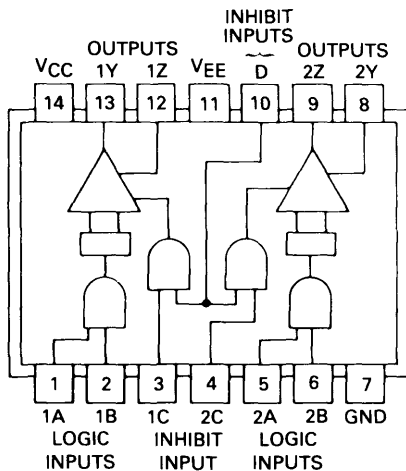 INHIBIT
INPUTS
OUTPUTS OUTPUTS
VCC 1Y 1Z VEE D 2Z 2Y
14 13 12 11 10 9 8
1 2 3 4 5 6 7
1A 1B 1C 2C 2A 2B GND
LOGIC INHIBIT LOGIC
INPUTS INPUT INPUTS